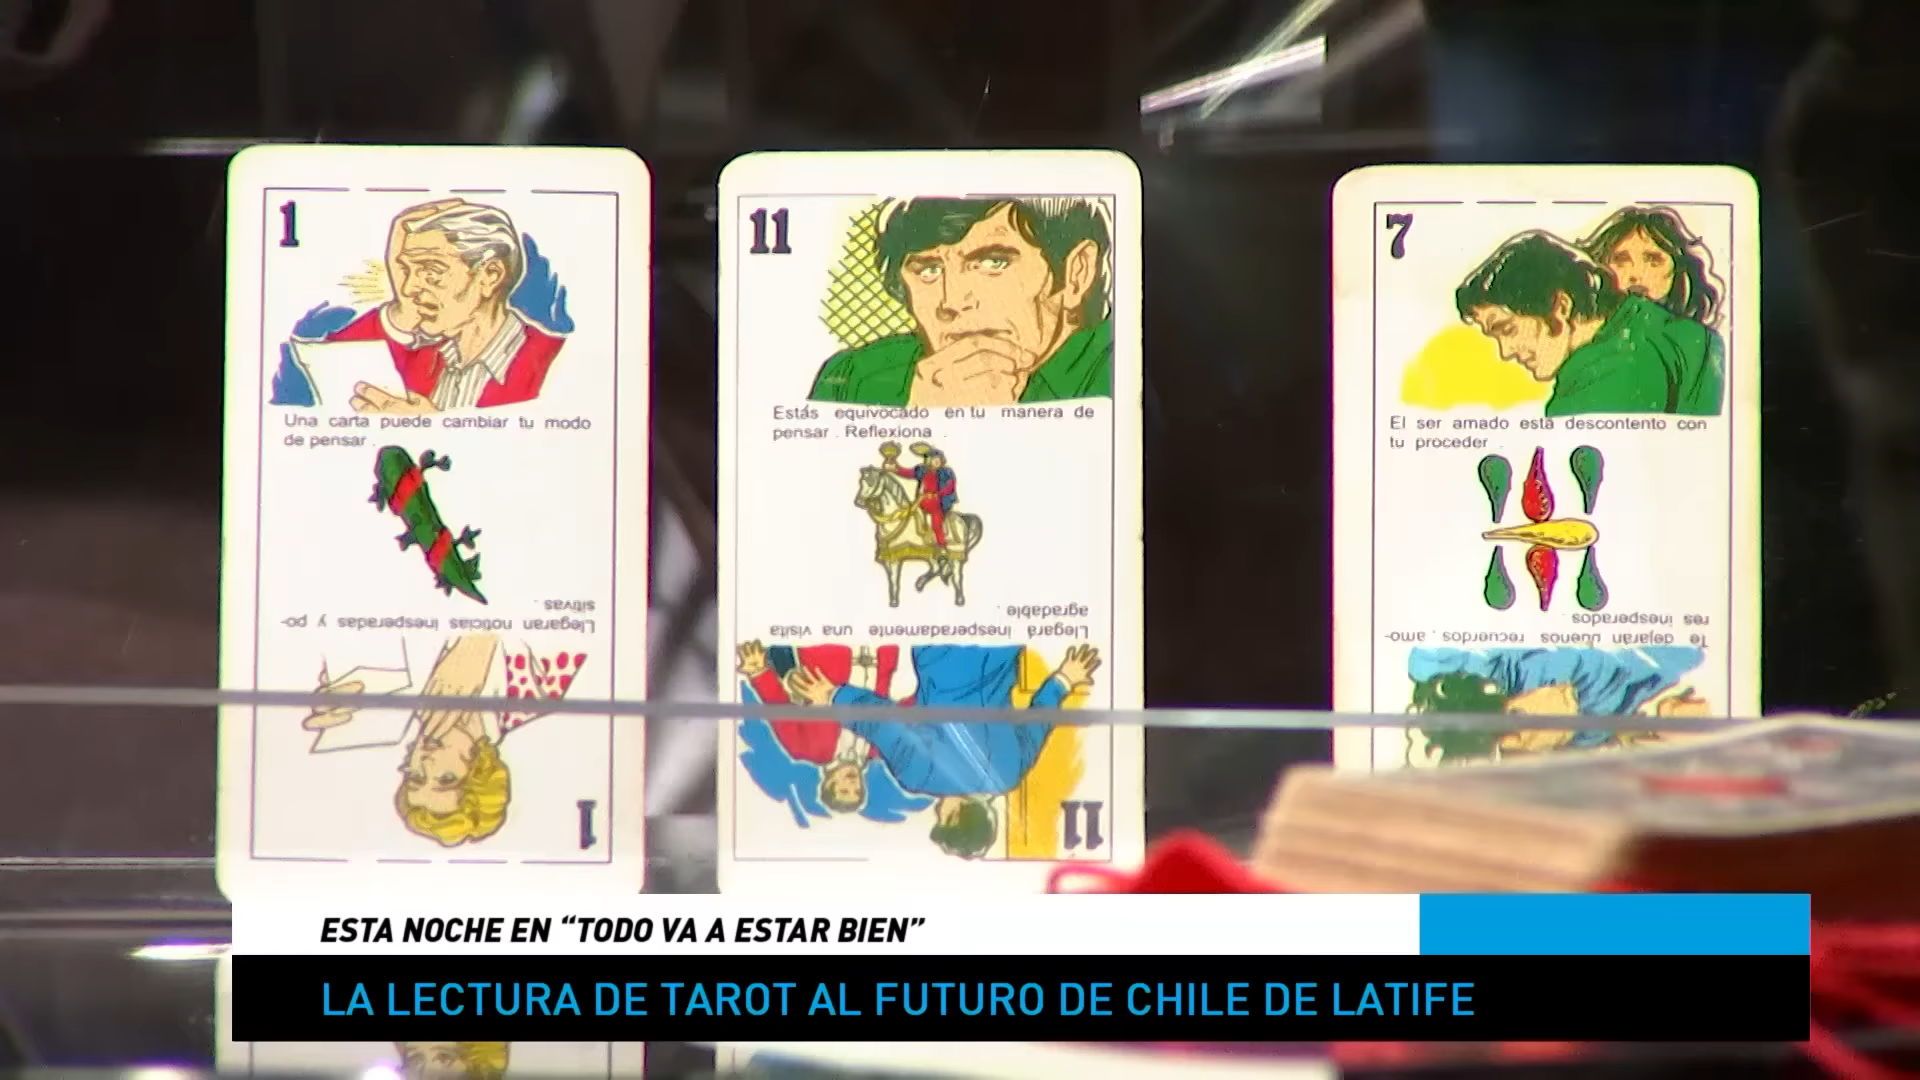 1
Una carta puede cambiar tu modo
de pensar .
Llegaran noticias inesperadas y po-
sitivas .
1
11
Estás equivocado en tu manera de
pensar . Reflexiona .
Llegará inesperadamente una visita
agradable .
11
7
El ser amado está descontento con
tu proceder .
Te dejaran buenos recuerdos , amo-
res inesperados .
ESTA NOCHE EN “TODO VA A ESTAR BIEN”
LA LECTURA DE TAROT AL FUTURO DE CHILE DE LATIFE